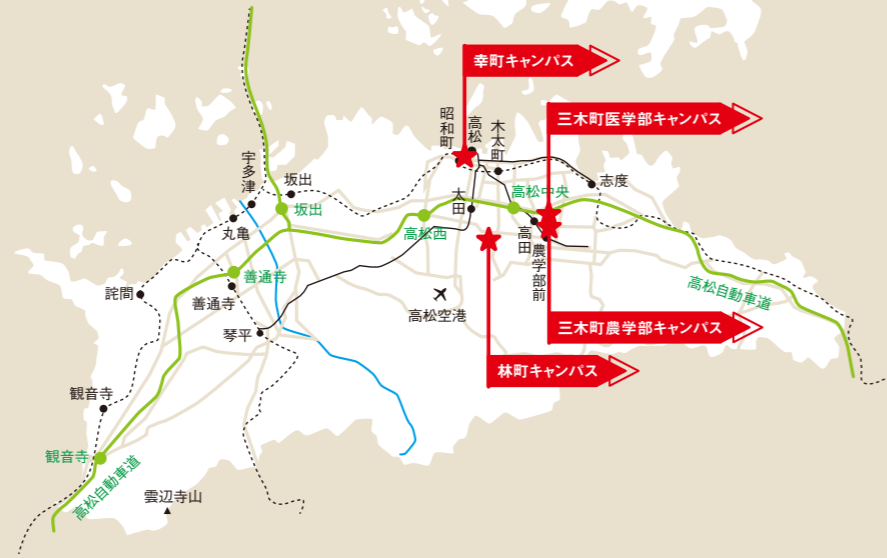 幸町キャンパス
三木町医学部キャンパス
昭和町
高松
木太町
宇多津
坂出
志度
高松中央
太田
坂出
丸亀
高松西
高田
農学部前
善通寺
詫間
善通寺
高松自動車道
高松空港
琴平
三木町農学部キャンパス
林町キャンパス
観音寺
観音寺
高松自動車道
雲辺寺山